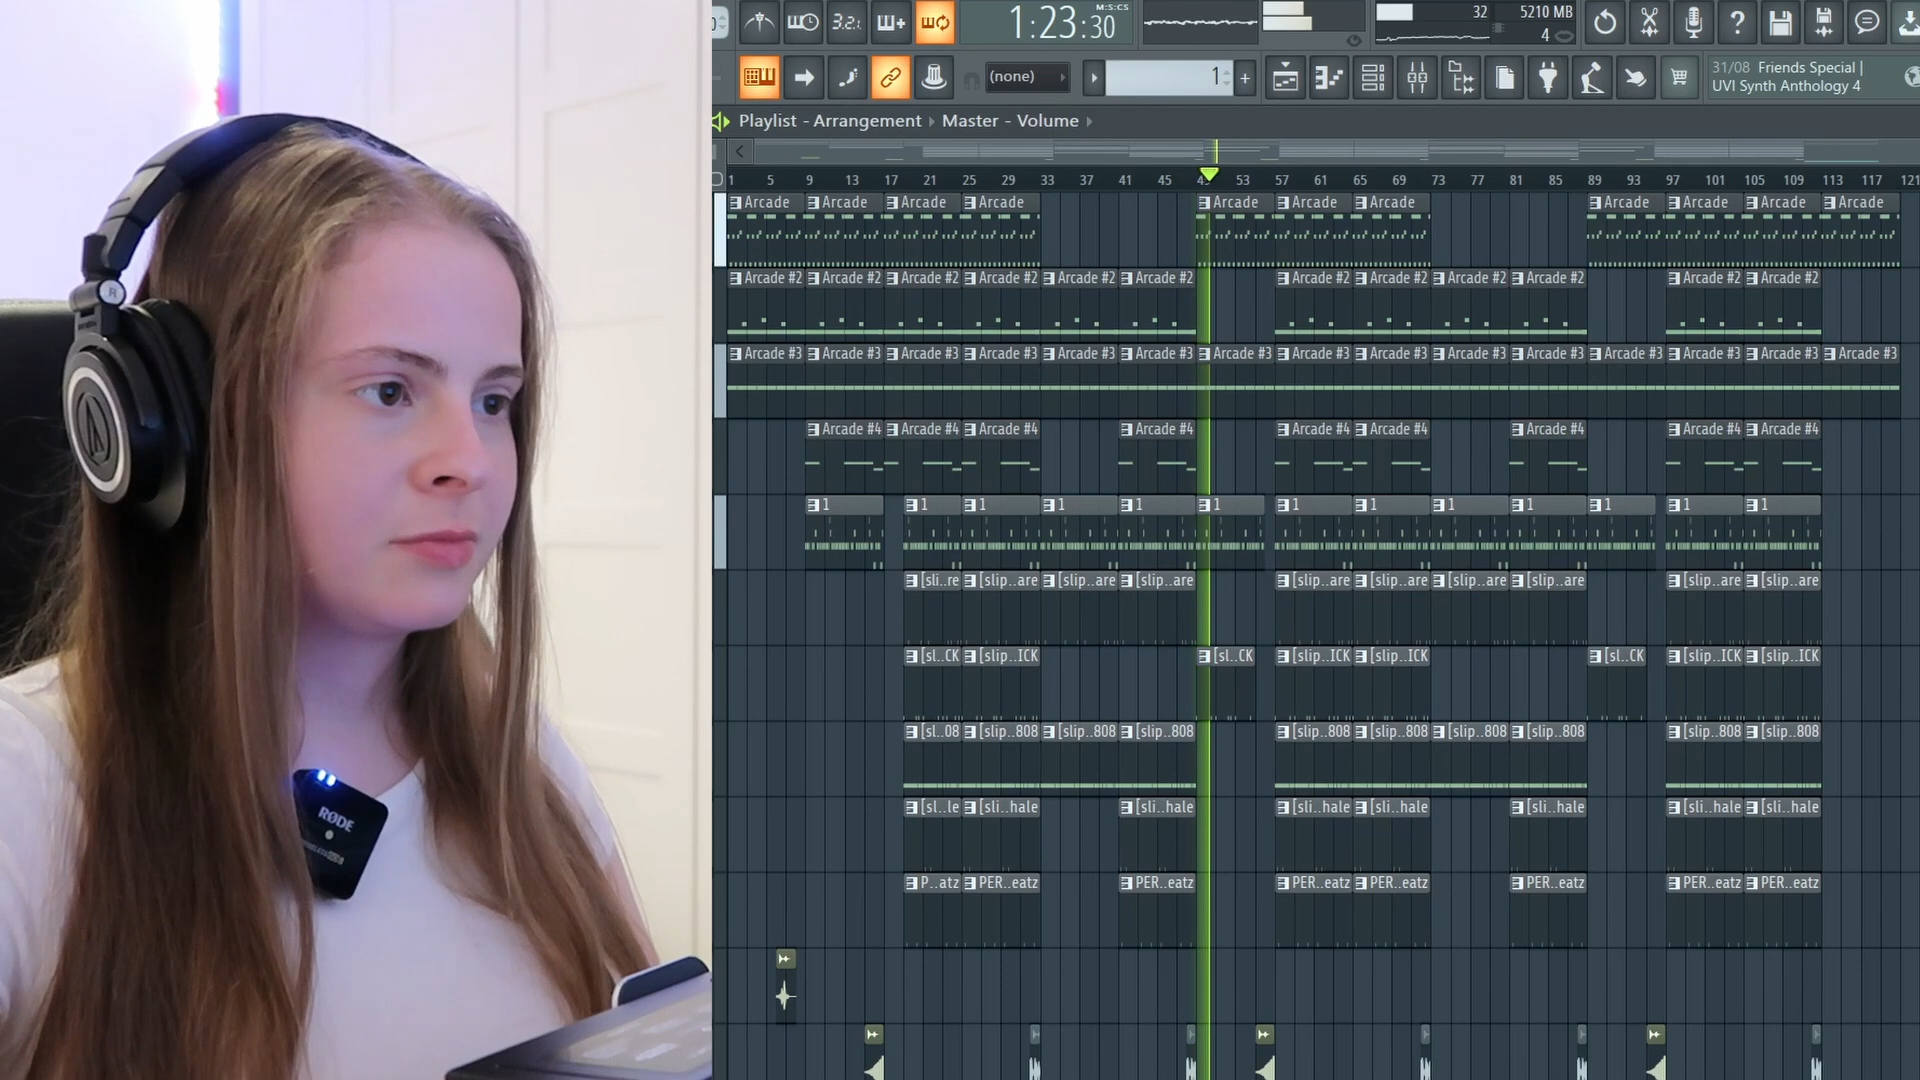 3.2.
1:23:30
M:S:CS
32
5210 MB
4
(none)
1
31/08 Friends Special |
UVI Synth Anthology 4
Playlist - Arrangement Master - Volume
1 5 9 13 17 21 25 29 33 37 41 45 53 57 61 65 69 73 77 81 85 89 93 97 101 105 109 113 117 121
Arcade Arcade Arcade Arcade Arcade Arcade Arcade Arcade Arcade Arcade Arcade
Arcade #2 Arcade #2 Arcade #2 Arcade #2 Arcade #2 Arcade #2 Arcade #2 Arcade #2 Arcade #2 Arcade #2 Arcade #2 Arcade #2
Arcade #3 Arcade #3 Arcade #3 Arcade #3 Arcade #3 Arcade #3 Arcade #3 Arcade #3 Arcade #3 Arcade #3 Arcade #3 Arcade #3 Arcade #3 Arcade #3 Arcade #3
Arcade #4 Arcade #4 Arcade #4 Arcade #4 Arcade #4 Arcade #4 Arcade #4 Arcade #4 Arcade #4
1 1 1 1 1 1 1 1 1 1 1 1 1
[sli..re [slip..are [slip..are [slip..are [slip..are [slip..are [slip..are [slip..are [slip..are [slip..are
[sl..CK [slip..ICK [sl..CK [slip..ICK [slip..ICK [sl..CK [slip..ICK [slip..ICK
[sl..08 [slip..808 [slip..808 [slip..808 [slip..808 [slip..808 [slip..808 [slip..808 [slip..808 [slip..808
[sl..le [sli..hale [sli..hale [sli..hale [sli..hale [sli..hale [sli..hale [sli..hale
P..atz PER..eatz PER..eatz PER..eatz PER..eatz PER..eatz PER..eatz PER..eatz
R
RØDE